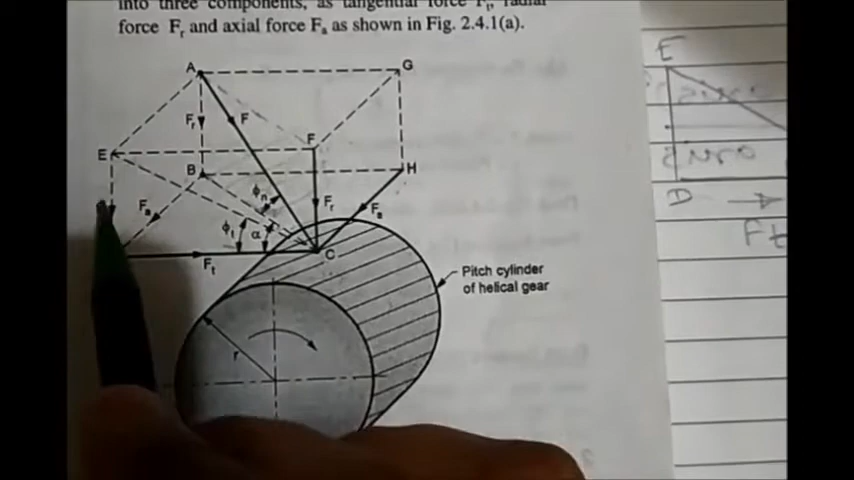 into three components, as tangential force Ft, radial
force Fr and axial force Fa as shown in Fig. 2.4.1(a).
A
G
Fr
F
E
F
B
H
Fa
ϕn
Fr
Fa
ϕt
α
Ft
C
Pitch cylinder
of helical gear
r
E
D
Ft